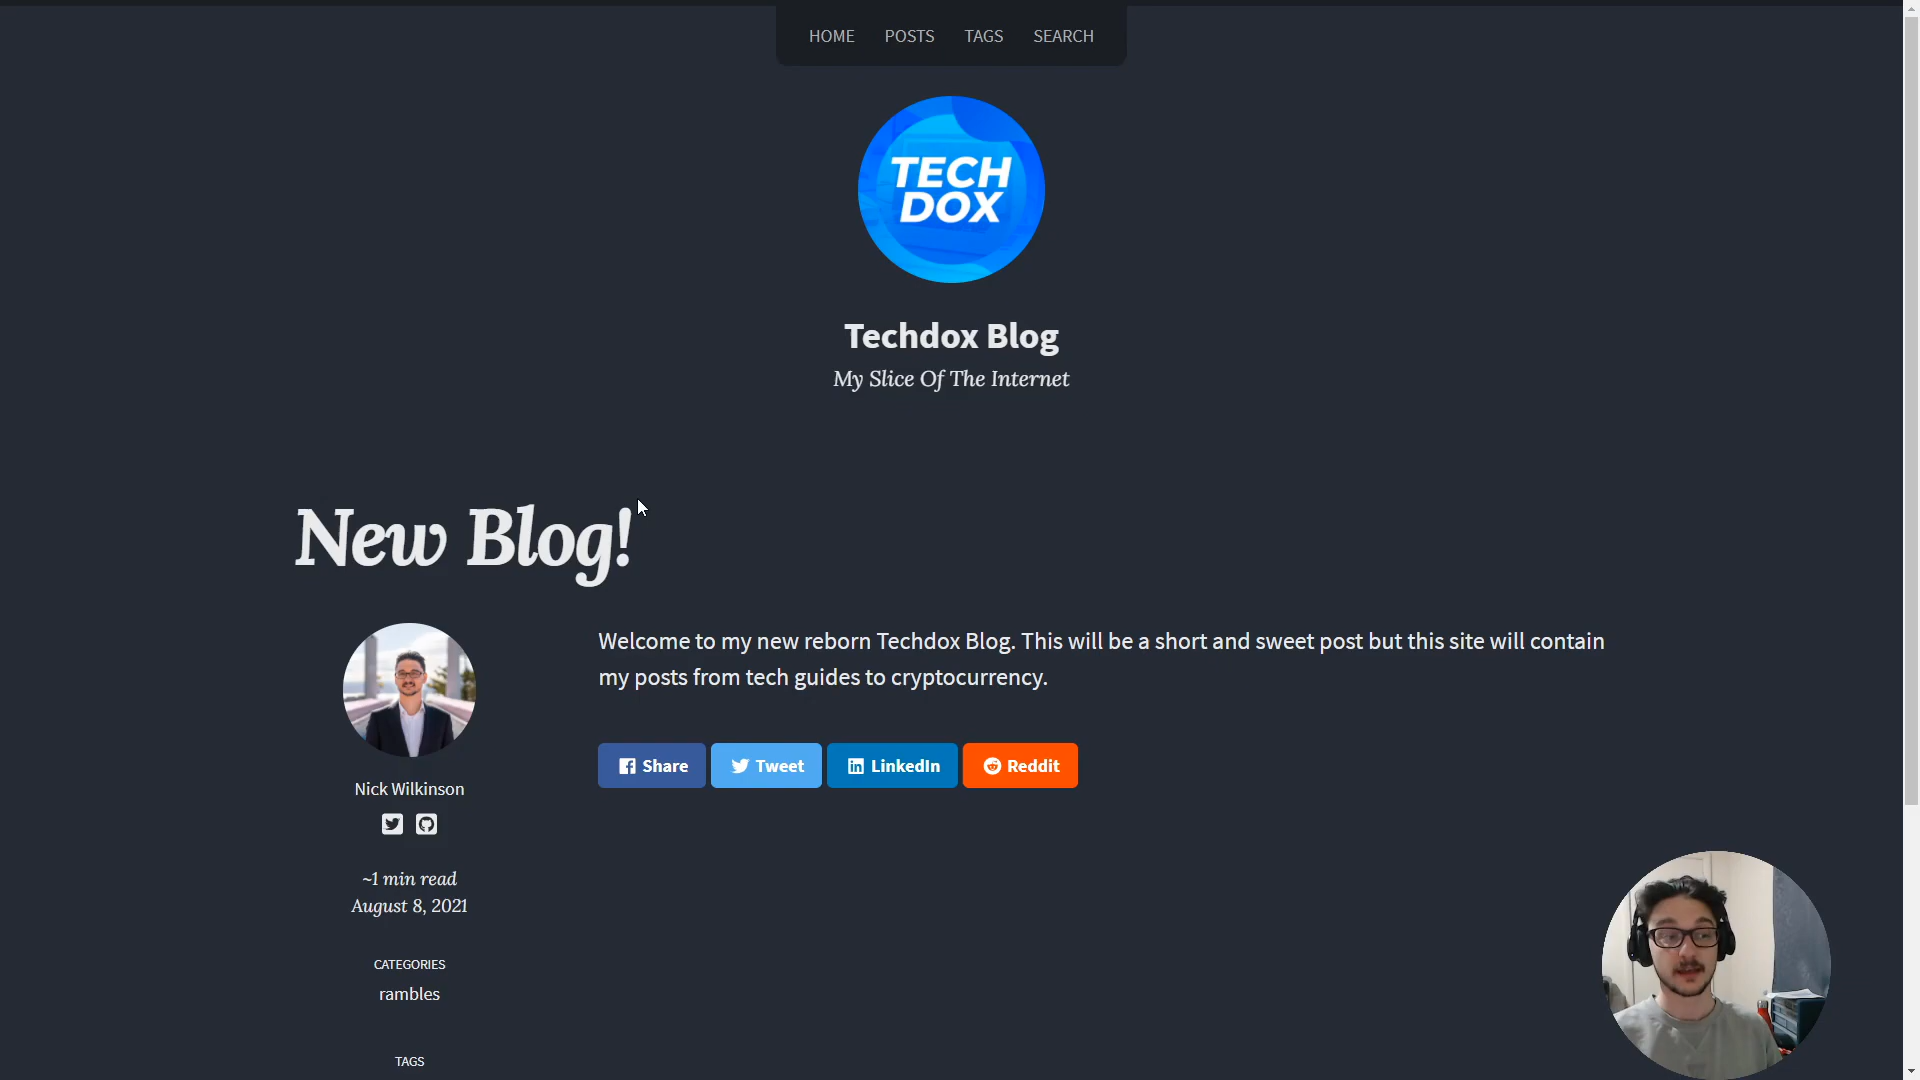 HOME POSTS TAGS SEARCH
TECH
DOX
Techdox Blog
My Slice Of The Internet
New Blog!
Welcome to my new reborn Techdox Blog. This will be a short and sweet post but this site will contain
my posts from tech guides to cryptocurrency.
Share Tweet LinkedIn Reddit
Nick Wilkinson
~1 min read
August 8, 2021
CATEGORIES
rambles
TAGS